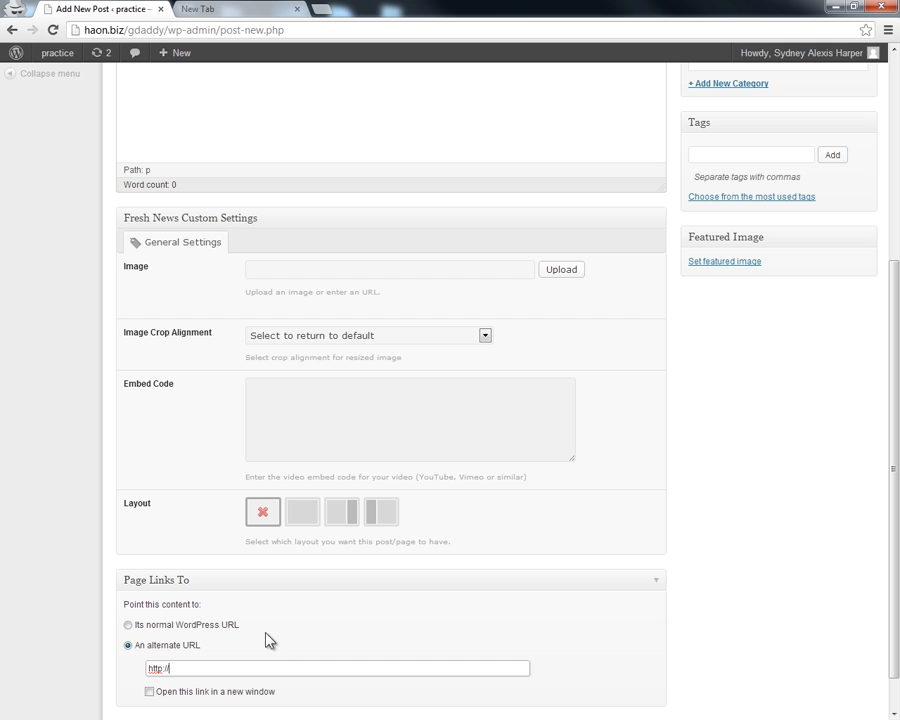 Add New Post ‹ practice —
New Tab
haon.biz/gdaddy/wp-admin/post-new.php
practice
2
New
Howdy, Sydney Alexis Harper
Collapse menu
+ Add New Category
Tags
Add
Separate tags with commas
Choose from the most used tags
Path: p
Word count: 0
Featured Image
Set featured image
Fresh News Custom Settings
General Settings
Image
Upload
Upload an image or enter an URL.
Image Crop Alignment
Select to return to default
Select crop alignment for resized image
Embed Code
Enter the video embed code for your video (YouTube, Vimeo or similar)
Layout
Select which layout you want this post/page to have.
Page Links To
Point this content to:
Its normal WordPress URL
An alternate URL
http://
Open this link in a new window